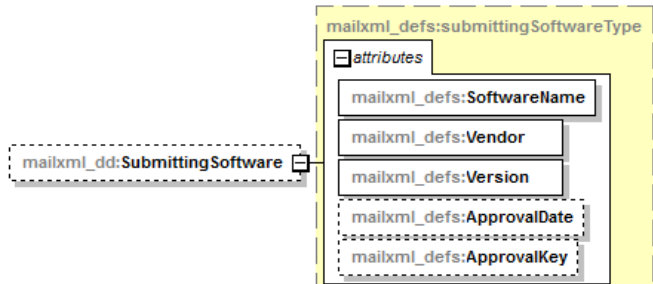 mailxml_defs:submittingSoftwareType
attributes
mailxml_defs:SoftwareName
mailxml_defs:Vendor
mailxml_dd:SubmittingSoftware
mailxml_defs:Version
mailxml_defs:ApprovalDate
mailxml_defs:ApprovalKey